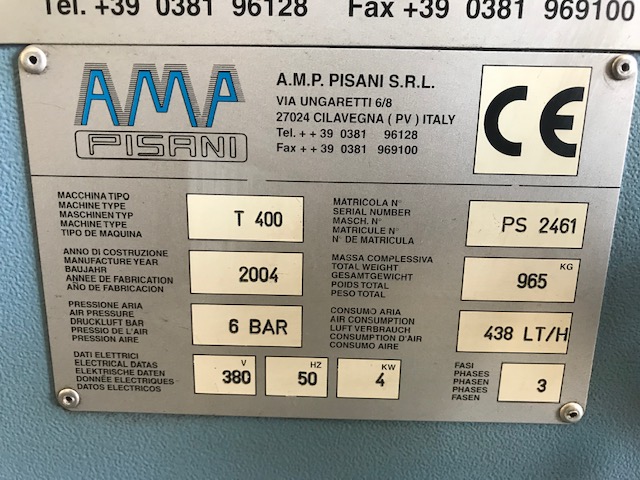 Tel. +39 0381 96128 Fax +39 0381 969100
AMP
PISANI
A.M.P. PISANI S.R.L.
VIA UNGARETTI 6/8
27024 CILAVEGNA ( PV ) ITALY
Tel. + + 39 0381 96128
Fax + + 39 0381 969100
CE
MACCHINA TIPO
MACHINE TYPE
MASCHINEN TYP
MACHINE TYPE
TIPO DE MAQUINA
T 400
MATRICOLA N°
SERIAL NUMBER
MASCH. N°
MATRICULE N°
N° DE MATRICULA
PS 2461
ANNO DI COSTRUZIONE
MANUFACTURE YEAR
BAUJAHR
ANNEE DE FABRICATION
AÑO DE FABRICACION
2004
MASSA COMPLESSIVA
TOTAL WEIGHT
GESAMTGEWICHT
POIDS TOTAL
PESO TOTAL
KG
965
PRESSIONE ARIA
AIR PRESSURE
DRUCKLUFT BAR
PRESSIO DE L'AIR
PRESSION AIRE
6 BAR
CONSUMO ARIA
AIR CONSUMPTION
LUFT VERBRAUCH
CONSUMPTION D'AIR
CONSUMO AIRE
438 LT/H
DATI ELETTRICI
ELECTRICAL DATAS
ELEKTRISCHE DATEN
DONNÉE ELECTRIQUES
DATOS ELECTRICOS
V
380
HZ
50
KW
4
FASI
PHASES
PHASEN
PHASES
FASEN
3